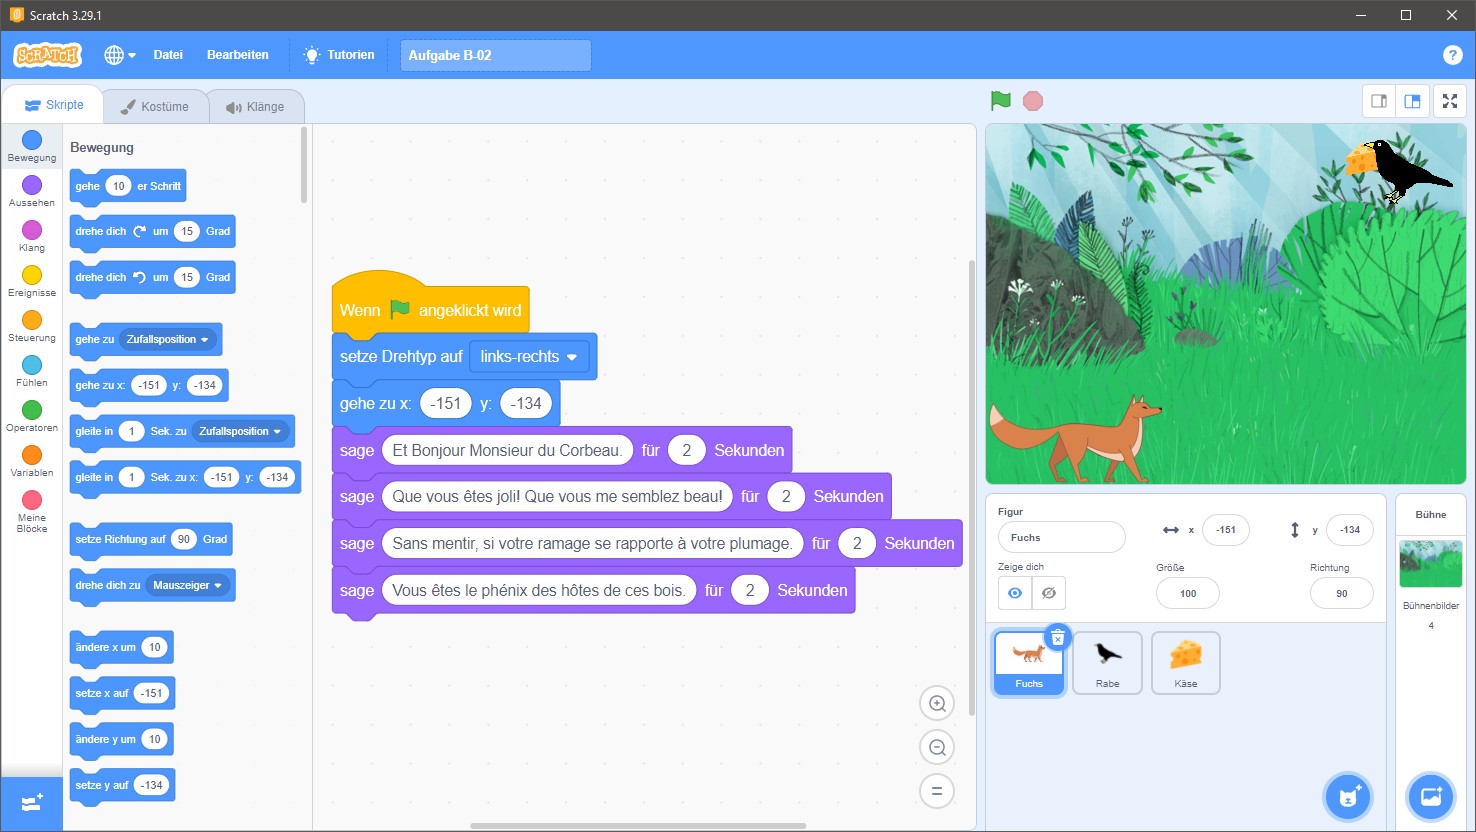 Scratch 3.29.1
SCRATCH
Datei
Bearbeiten
Tutorien
Aufgabe B-02
?
Skripte
Kostüme
Klänge
Bewegung
Aussehen
Klang
Ereignisse
Steuerung
Fühlen
Operatoren
Variablen
Meine
Blöcke
Bewegung
gehe 10 er Schritt
drehe dich um 15 Grad
drehe dich um 15 Grad
gehe zu Zufallsposition
gehe zu x: -151 y: -134
gleite in 1 Sek. zu Zufallsposition
gleite in 1 Sek. zu x: -151 y: -134
setze Richtung auf 90 Grad
drehe dich zu Mauszeiger
ändere x um 10
setze x auf -151
ändere y um 10
setze y auf -134
Wenn angeklickt wird
setze Drehtyp auf links-rechts
gehe zu x: -151 y: -134
sage Et Bonjour Monsieur du Corbeau. für 2 Sekunden
sage Que vous êtes joli! Que vous me semblez beau! für 2 Sekunden
sage Sans mentir, si votre ramage se rapporte à votre plumage. für 2 Sekunden
sage Vous êtes le phénix des hôtes de ces bois. für 2 Sekunden
Figur
Fuchs
x -151
y -134
Zeige dich
Größe
100
Richtung
90
Fuchs
Rabe
Käse
Bühne
Bühnenbilder
4